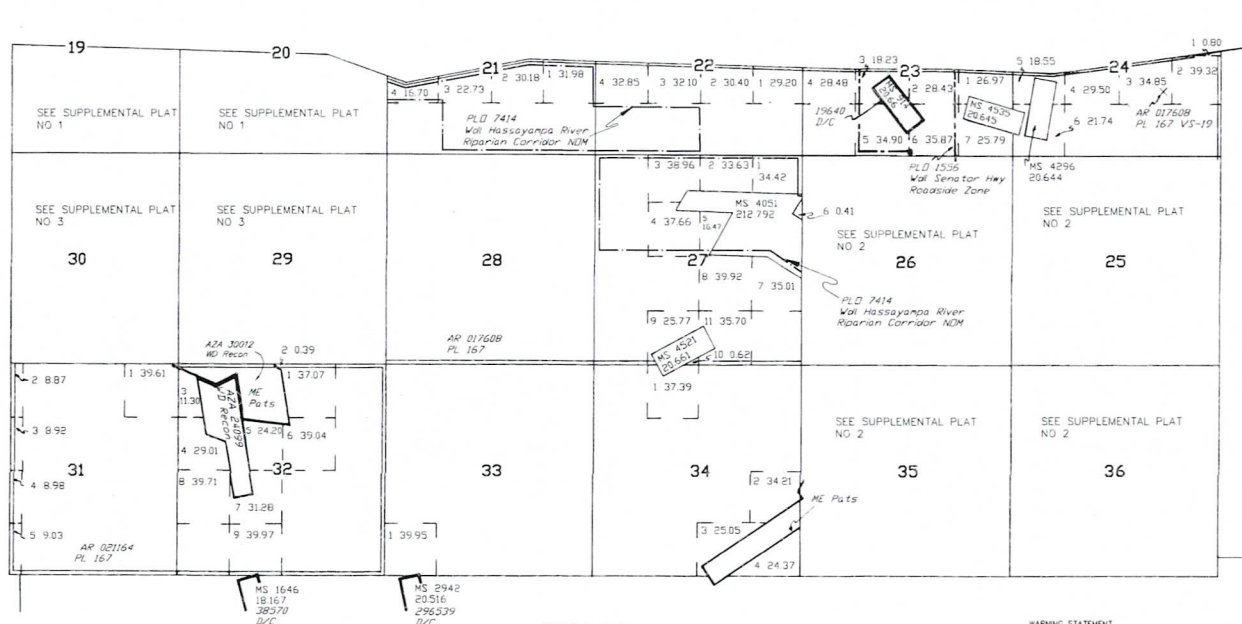 19
20
21
22
23
24
1 0.80
2 39.32
3 34.85
4 29.50
5 18.55
6 21.74
AR 017608
PL 167 VS-19
1 26.97
2 28.43
3 18.23
4 28.48
5 34.90
6 35.87
7 25.79
MS 4535
20.645
MS 4296
20.644
19640
D/C
PLO 1556
Wdl Senator Hwy
Roadside Zone
1 29.20
2 30.40
3 32.10
4 32.85
1 31.98
2 30.18
3 22.73
4 16.70
PLO 7414
Wdl Hassayampa River
Riparian Corridor NDM
SEE SUPPLEMENTAL PLAT
NO 1
SEE SUPPLEMENTAL PLAT
NO 1
SEE SUPPLEMENTAL PLAT
NO 3
30
SEE SUPPLEMENTAL PLAT
NO 3
29
28
AR 017608
PL 167
3 38.96
2 33.63
1
34.42
MS 4051
212.792
4 37.66
5
16.47
6 0.41
27
8 39.92
7 35.01
9 25.77
11 35.70
10 0.62
MS 4521
20.661
PLO 7414
Wdl Hassayampa River
Riparian Corridor NDM
SEE SUPPLEMENTAL PLAT
NO 2
26
SEE SUPPLEMENTAL PLAT
NO 2
25
2 8.87
3 8.92
4 8.98
5 9.03
1 39.61
31
AR 021164
PL 167
AZA 30012
WD Recon
2 0.39
1 37.07
ME
Pats
3
11.30
AZA 24099
WD Recon
5 24.20
6 39.04
4 29.01
32
8 39.71
7 31.28
9 39.97
33
1 39.95
1 37.39
34
2 34.21
3 25.05
4 24.37
ME Pats
SEE SUPPLEMENTAL PLAT
NO 2
35
SEE SUPPLEMENTAL PLAT
NO 2
36
MS 1646
18.167
38570
D/C
MS 2942
20.516
296539
D/C
WARNING STATEMENT